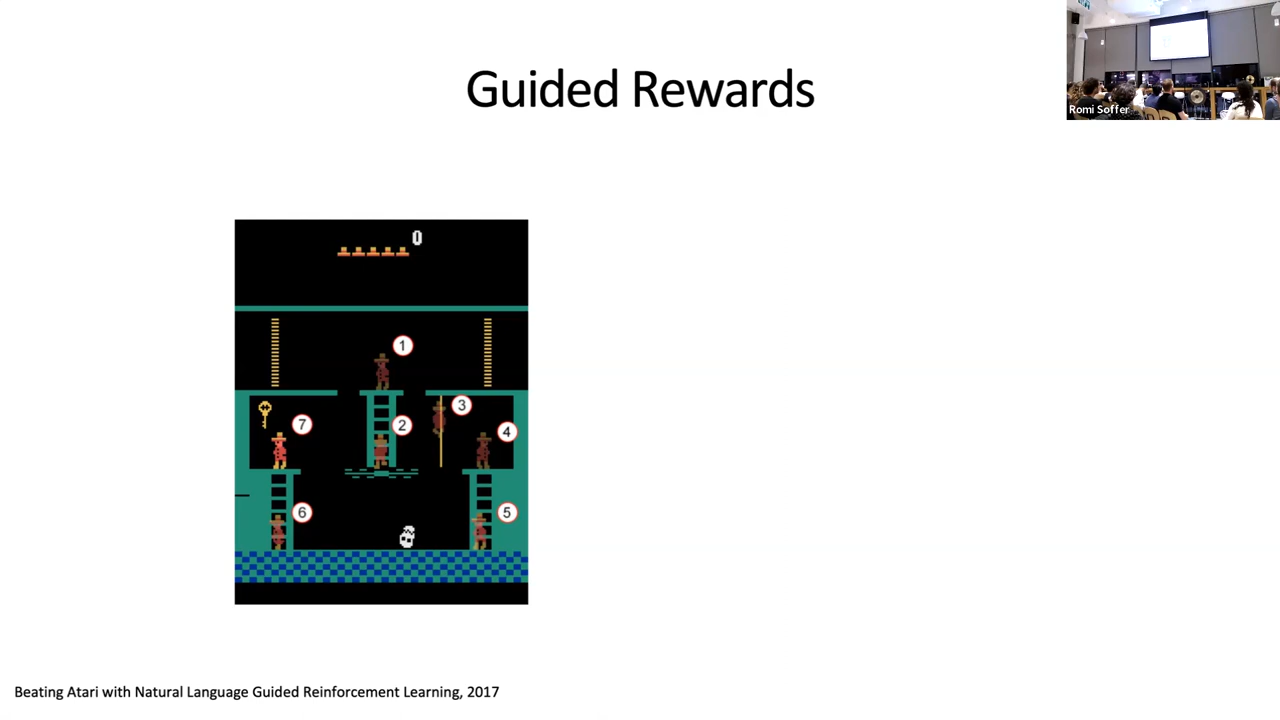 Guided Rewards
Romi Soffer
0
1
2
3
4
7
6
5
Beating Atari with Natural Language Guided Reinforcement Learning, 2017